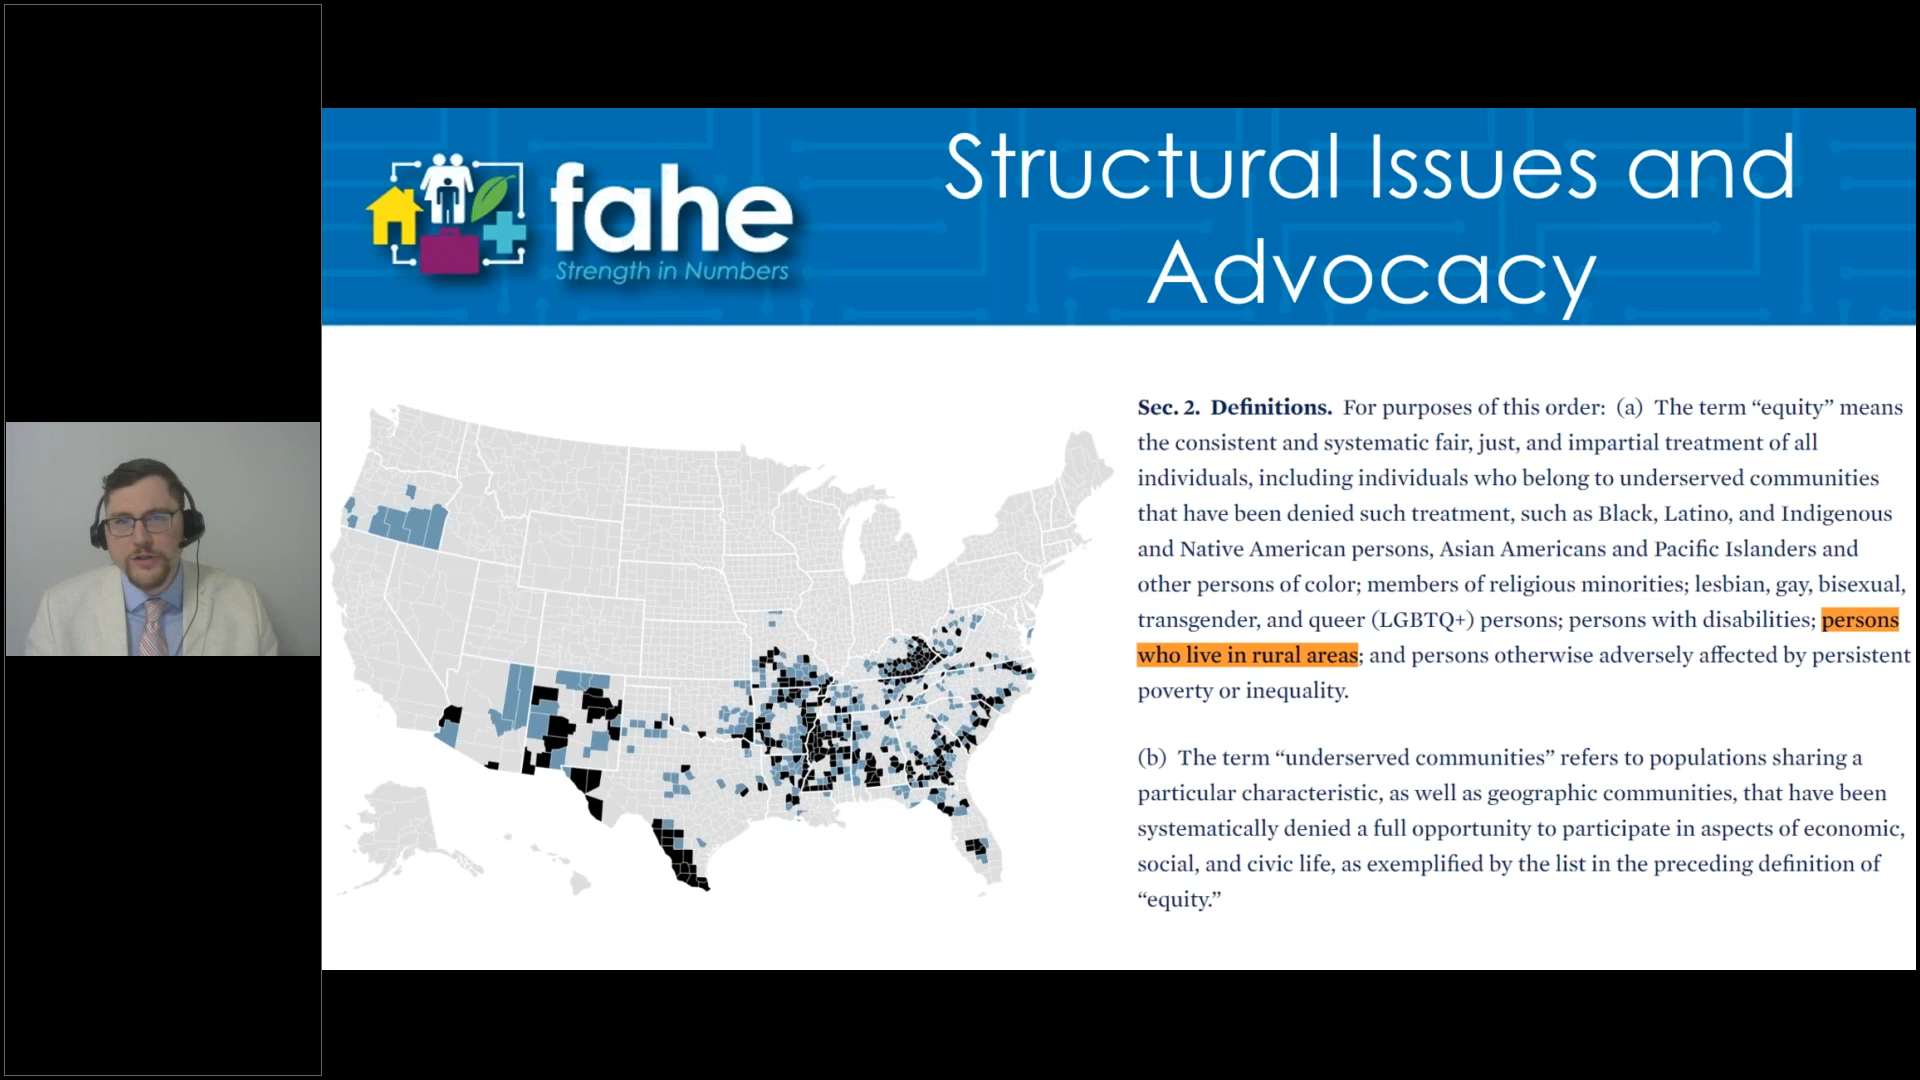 fahe
Strength in Numbers
Structural Issues and
Advocacy
Sec. 2. Definitions. For purposes of this order: (a) The term “equity” means
the consistent and systematic fair, just, and impartial treatment of all
individuals, including individuals who belong to underserved communities
that have been denied such treatment, such as Black, Latino, and Indigenous
and Native American persons, Asian Americans and Pacific Islanders and
other persons of color; members of religious minorities; lesbian, gay, bisexual,
transgender, and queer (LGBTQ+) persons; persons with disabilities; persons
who live in rural areas; and persons otherwise adversely affected by persistent
poverty or inequality.
(b) The term “underserved communities” refers to populations sharing a
particular characteristic, as well as geographic communities, that have been
systematically denied a full opportunity to participate in aspects of economic,
social, and civic life, as exemplified by the list in the preceding definition of
“equity.”